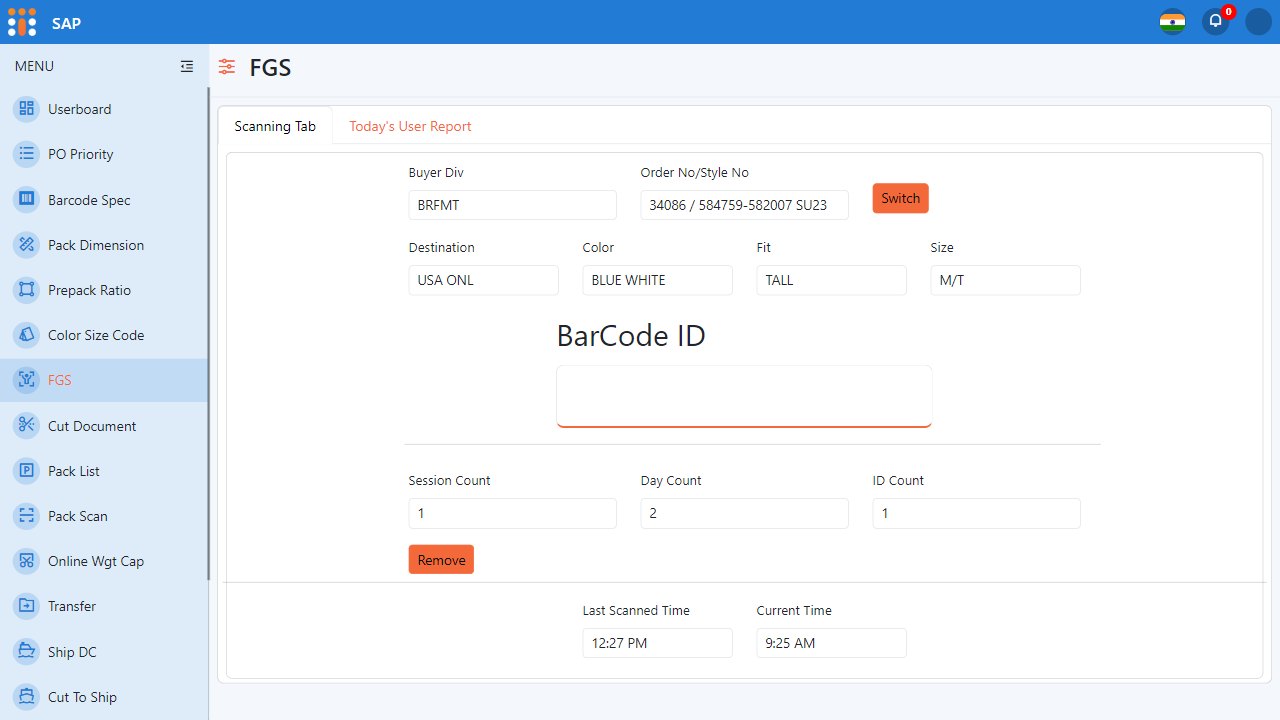 SAP
0
MENU
FGS
Userboard
PO Priority
Barcode Spec
Pack Dimension
Prepack Ratio
Color Size Code
FGS
Cut Document
Pack List
Pack Scan
Online Wgt Cap
Transfer
Ship DC
Cut To Ship
Scanning Tab Today's User Report
Buyer Div Order No/Style No
BRFMT 34086 / 584759-582007 SU23 Switch
Destination Color Fit Size
USA ONL BLUE WHITE TALL M/T
BarCode ID
Session Count Day Count ID Count
1 2 1
Remove
Last Scanned Time Current Time
12:27 PM 9:25 AM